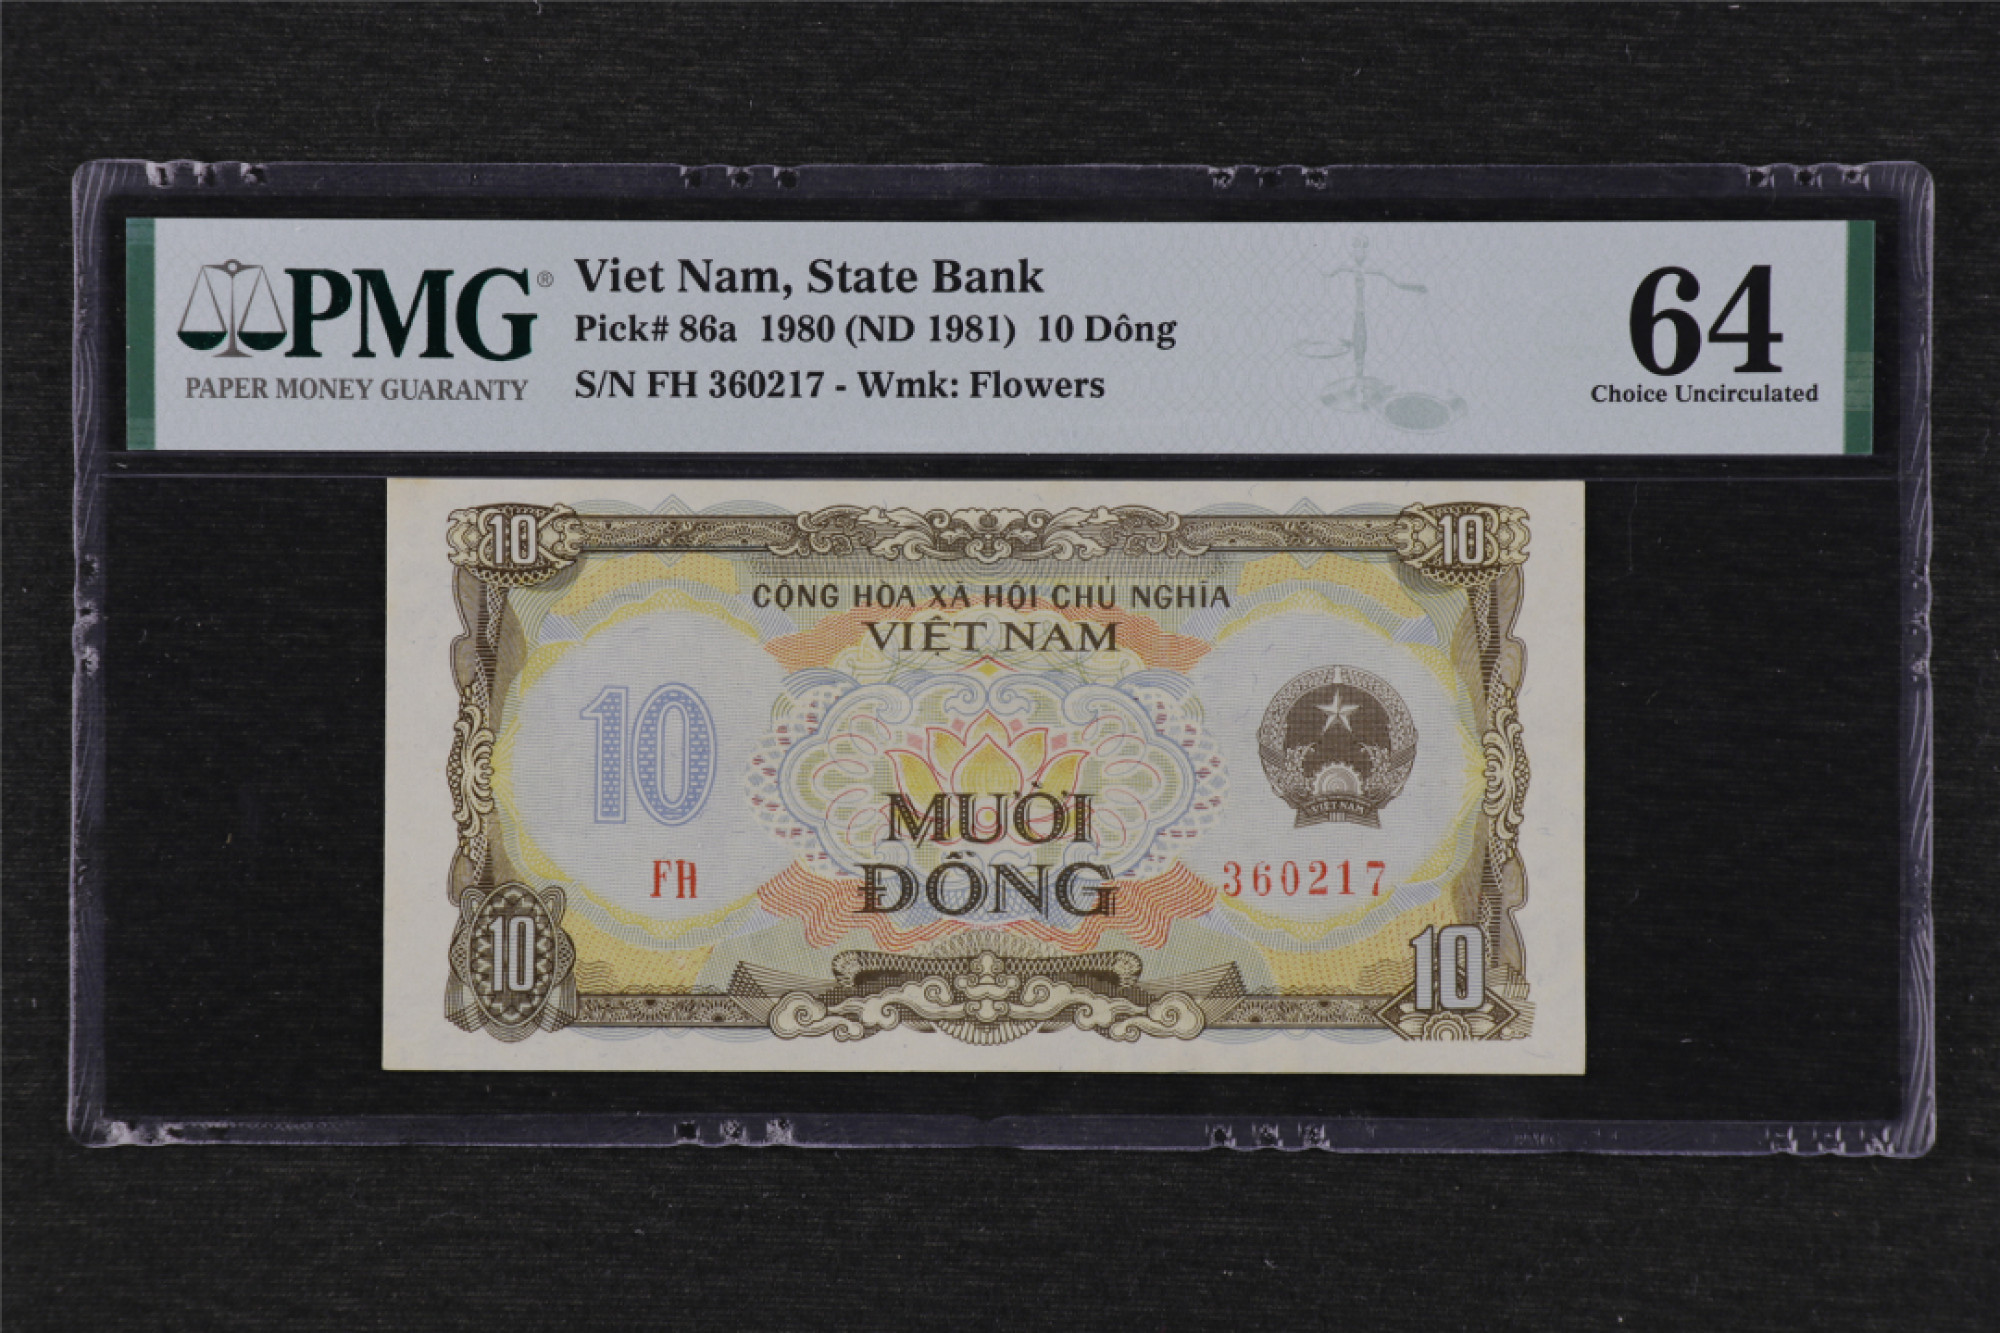 PMG®
PAPER MONEY GUARANTY
Viet Nam, State Bank
Pick# 86a 1980 (ND 1981) 10 Dông
S/N FH 360217 - Wmk: Flowers
64
Choice Uncirculated
10
10
CỘNG HÒA XÃ HỘI CHỦ NGHĨA
VIỆT NAM
10
VIỆT NAM
MƯỜI
ĐỒNG
FH
360217
10
10